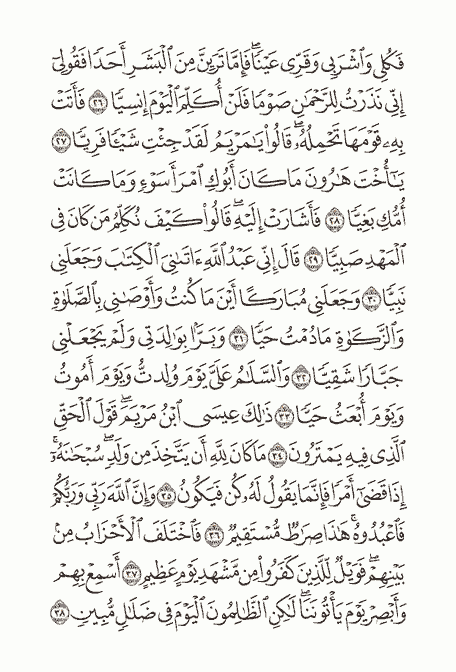 فَكُلِى وَٱشْرَبِى وَقَرِّى عَيْنًا ۖ فَإِمَّا تَرَيِنَّ مِنَ ٱلْبَشَرِ أَحَدًا فَقُولِىٓ
إِنِّى نَذَرْتُ لِلرَّحْمَـٰنِ صَوْمًا فَلَنْ أُكَلِّمَ ٱلْيَوْمَ إِنسِيًّا ٢٦ فَأَتَتْ
بِهِۦ قَوْمَهَا تَحْمِلُهُۥ ۖ قَالُوا۟ يَـٰمَرْيَمُ لَقَدْ جِئْتِ شَيْـًٔا فَرِيًّا ٢٧
يَـٰٓأُخْتَ هَـٰرُونَ مَا كَانَ أَبُوكِ ٱمْرَأَ سَوْءٍ وَمَا كَانَتْ
أُمُّكِ بَغِيًّا ٢٨ فَأَشَارَتْ إِلَيْهِ ۖ قَالُوا۟ كَيْفَ نُكَلِّمُ مَن كَانَ فِى
ٱلْمَهْدِ صَبِيًّا ٢٩ قَالَ إِنِّى عَبْدُ ٱللَّهِ ءَاتَىٰنِىَ ٱلْكِتَـٰبَ وَجَعَلَنِى
نَبِيًّا ٣٠ وَجَعَلَنِى مُبَارَكًا أَيْنَ مَا كُنتُ وَأَوْصَـٰنِى بِٱلصَّلَوٰةِ
وَٱلزَّكَوٰةِ مَا دُمْتُ حَيًّا ٣١ وَبَرًّۢا بِوَٰلِدَتِى وَلَمْ يَجْعَلْنِى
جَبَّارًا شَقِيًّا ٣٢ وَٱلسَّلَـٰمُ عَلَىَّ يَوْمَ وُلِدتُّ وَيَوْمَ أَمُوتُ
وَيَوْمَ أُبْعَثُ حَيًّا ٣٣ ذَٰلِكَ عِيسَى ٱبْنُ مَرْيَمَ ۚ قَوْلَ ٱلْحَقِّ
ٱلَّذِى فِيهِ يَمْتَرُونَ ٣٤ مَا كَانَ لِلَّهِ أَن يَتَّخِذَ مِن وَلَدٍ ۖ سُبْحَـٰنَهُۥٓ ۚ
إِذَا قَضَىٰٓ أَمْرًا فَإِنَّمَا يَقُولُ لَهُۥ كُن فَيَكُونُ ٣٥ وَإِنَّ ٱللَّهَ رَبِّى وَرَبُّكُمْ
فَٱعْبُدُوهُ ۚ هَـٰذَا صِرَٰطٌ مُّسْتَقِيمٌ ٣٦ فَٱخْتَلَفَ ٱلْأَحْزَابُ مِنۢ
بَيْنِهِمْ ۖ فَوَيْلٌ لِّلَّذِينَ كَفَرُوا۟ مِن مَّشْهَدِ يَوْمٍ عَظِيمٍ ٣٧ أَسْمِعْ بِهِمْ
وَأَبْصِرْ يَوْمَ يَأْتُونَنَا ۖ لَـٰكِنِ ٱلظَّـٰلِمُونَ ٱلْيَوْمَ فِى ضَلَـٰلٍ مُّبِينٍ ٣٨